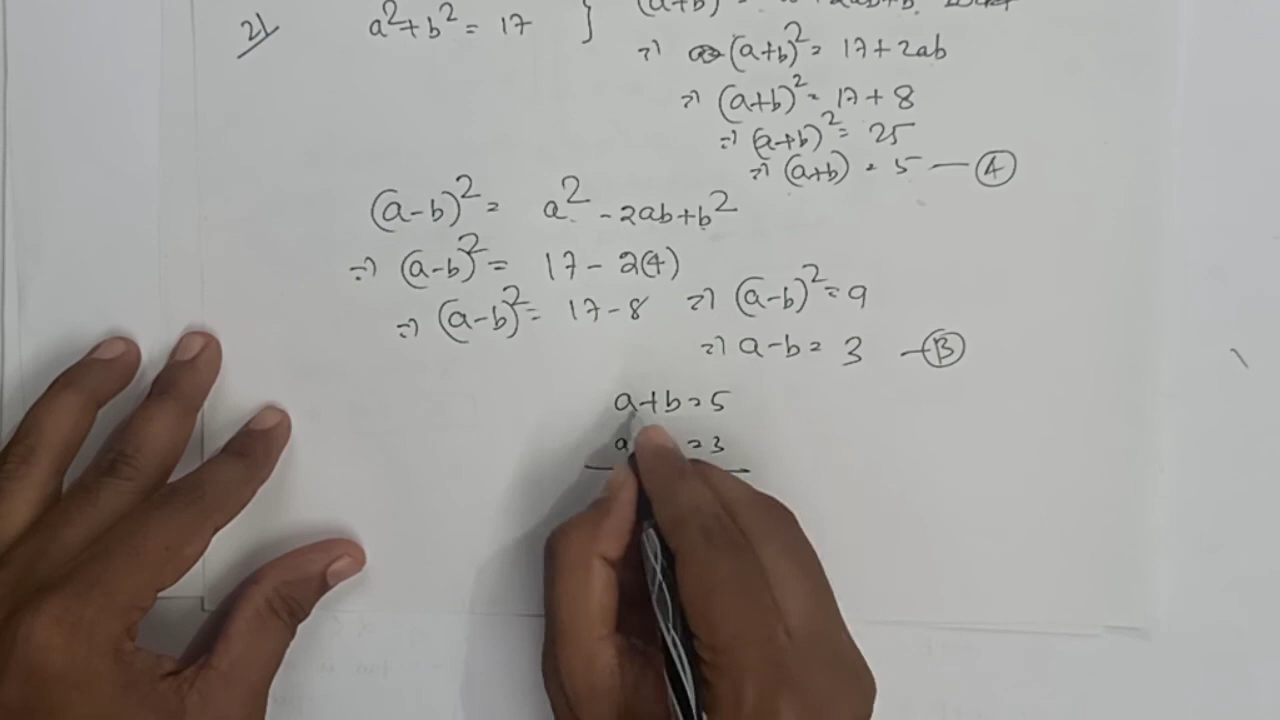 21 a²+b² = 17 }
⇒ (a+b)² = 17+2ab
⇒ (a+b)² = 17+8
⇒ (a+b)² = 25
⇒ (a+b) = 5 — Ⓐ
(a-b)² = a² - 2ab+b²
⇒ (a-b)² = 17 - 2(4)
⇒ (a-b)² = 17-8 ⇒ (a-b)² = 9
⇒ a-b = 3 — Ⓑ
a+b = 5
a = 3